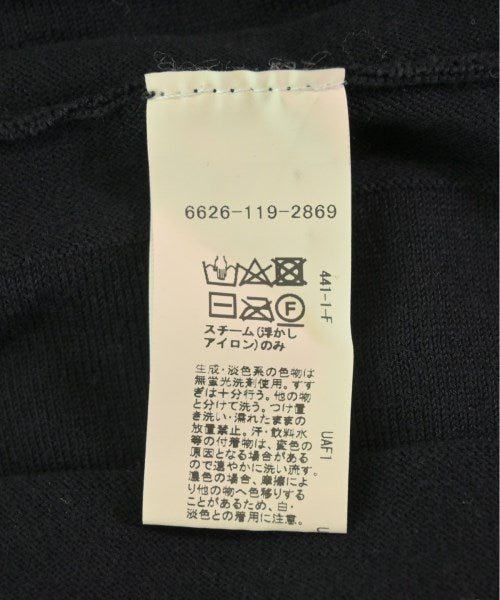 6626-119-2869
F
スチーム(浮かし
アイロン)のみ
生成・淡色系の色物は
無蛍光洗剤使用。すす
ぎは十分行う。他の物
と分けて洗う。つけ置
き洗い・濡れたままの
放置禁止。汗・飲料水
等の付着物は、変色の
原因となる場合がある
ので速やかに洗い流す。
濃色の場合、摩擦によ
り他の物へ色移りする
ことがあるため、白・
淡色との着用に注意。
441-I-F
UAF1
U